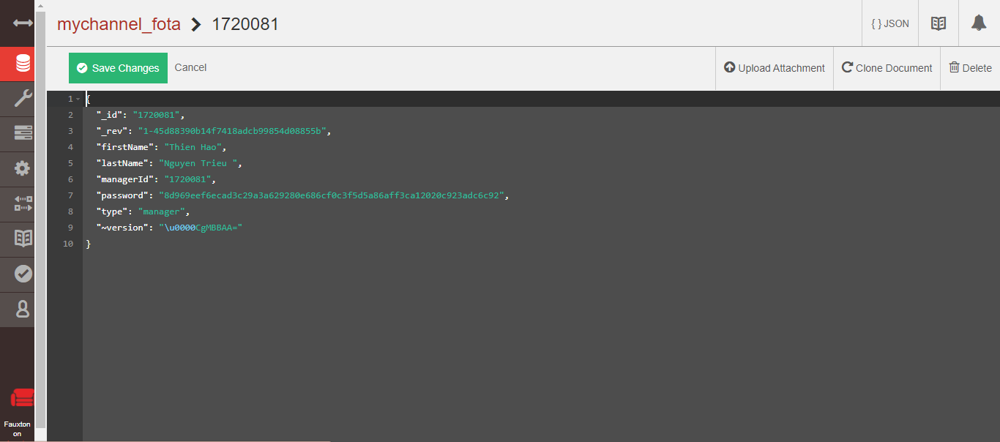 mychannel_fota > 1720081
{ } JSON
Save Changes
Cancel
Upload Attachment
Clone Document
Delete
1 {
2 "_id": "1720081",
3 "_rev": "1-45d88390b14f7418adcb99854d08855b",
4 "firstName": "Thien Hao",
5 "lastName": "Nguyen Trieu ",
6 "managerId": "1720081",
7 "password": "8d969eef6ecad3c29a3a629280e686cf0c3f5d5a86aff3ca12020c923adc6c92",
8 "type": "manager",
9 "~version": "\u0000CgMBBAA="
10 }
Fauxton
on